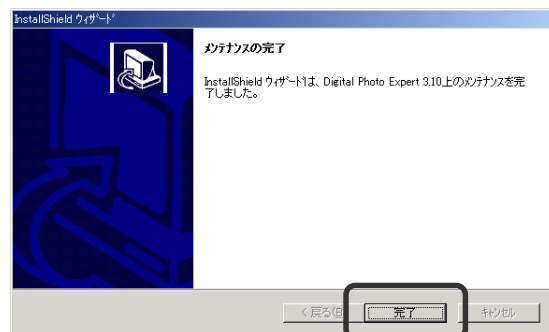 InstallShield ウィザード
メンテナンスの完了
InstallShield ウィザードは、Digital Photo Expert 3.10上のメンテナンスを完
了しました。
< 戻る(B 完了 キャンセル